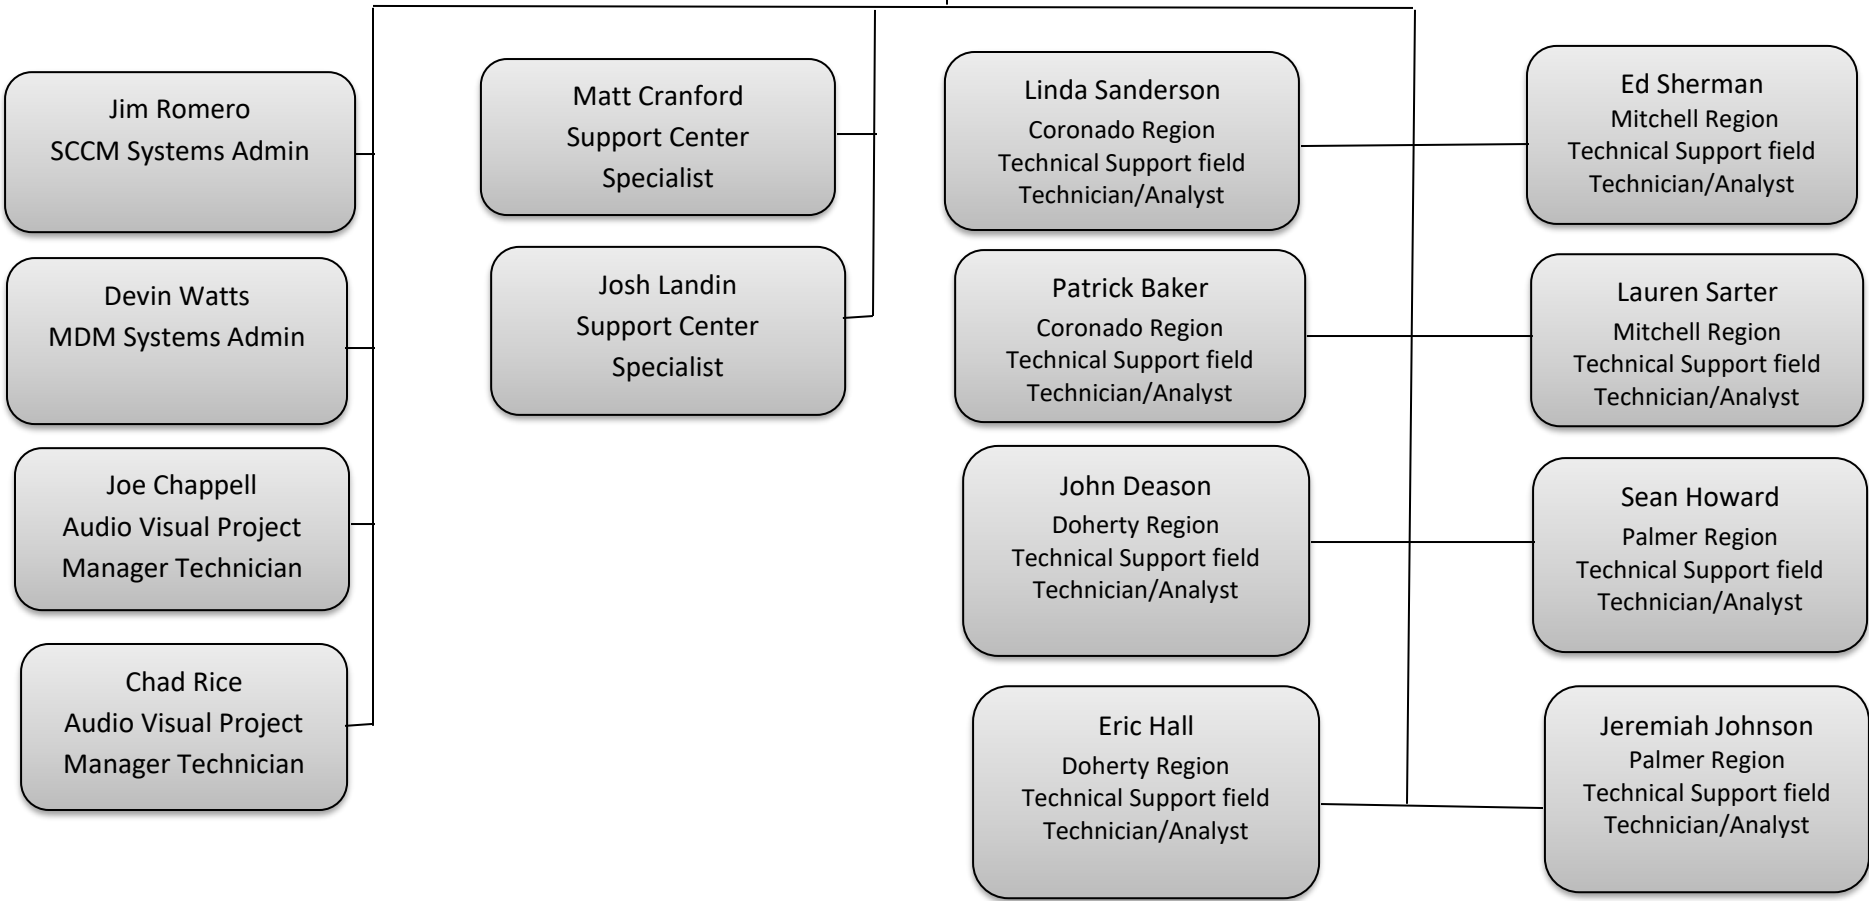 Jim Romero
SCCM Systems Admin
Devin Watts
MDM Systems Admin
Joe Chappell
Audio Visual Project
Manager Technician
Chad Rice
Audio Visual Project
Manager Technician
Matt Cranford
Support Center
Specialist
Josh Landin
Support Center
Specialist
Linda Sanderson
Coronado Region
Technical Support field
Technician/Analyst
Patrick Baker
Coronado Region
Technical Support field
Technician/Analyst
John Deason
Doherty Region
Technical Support field
Technician/Analyst
Eric Hall
Doherty Region
Technical Support field
Technician/Analyst
Ed Sherman
Mitchell Region
Technical Support field
Technician/Analyst
Lauren Sarter
Mitchell Region
Technical Support field
Technician/Analyst
Sean Howard
Palmer Region
Technical Support field
Technician/Analyst
Jeremiah Johnson
Palmer Region
Technical Support field
Technician/Analyst